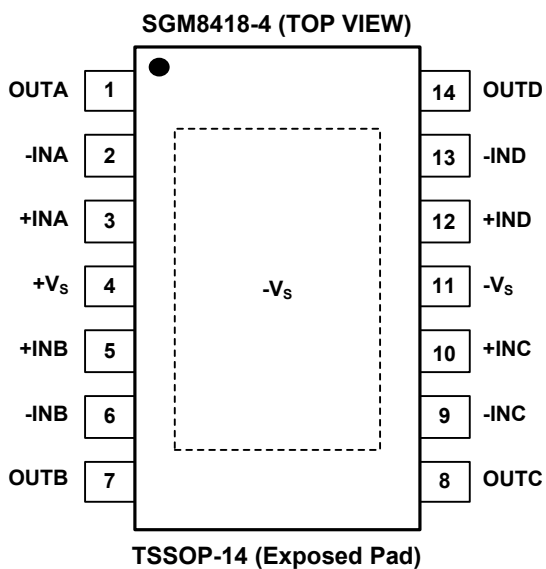 SGM8418-4 (TOP VIEW)
OUTA 1 14 OUTD
-INA 2 13 -IND
+INA 3 12 +IND
+VS 4 -VS 11 -VS
+INB 5 10 +INC
-INB 6 9 -INC
OUTB 7 8 OUTC
TSSOP-14 (Exposed Pad)